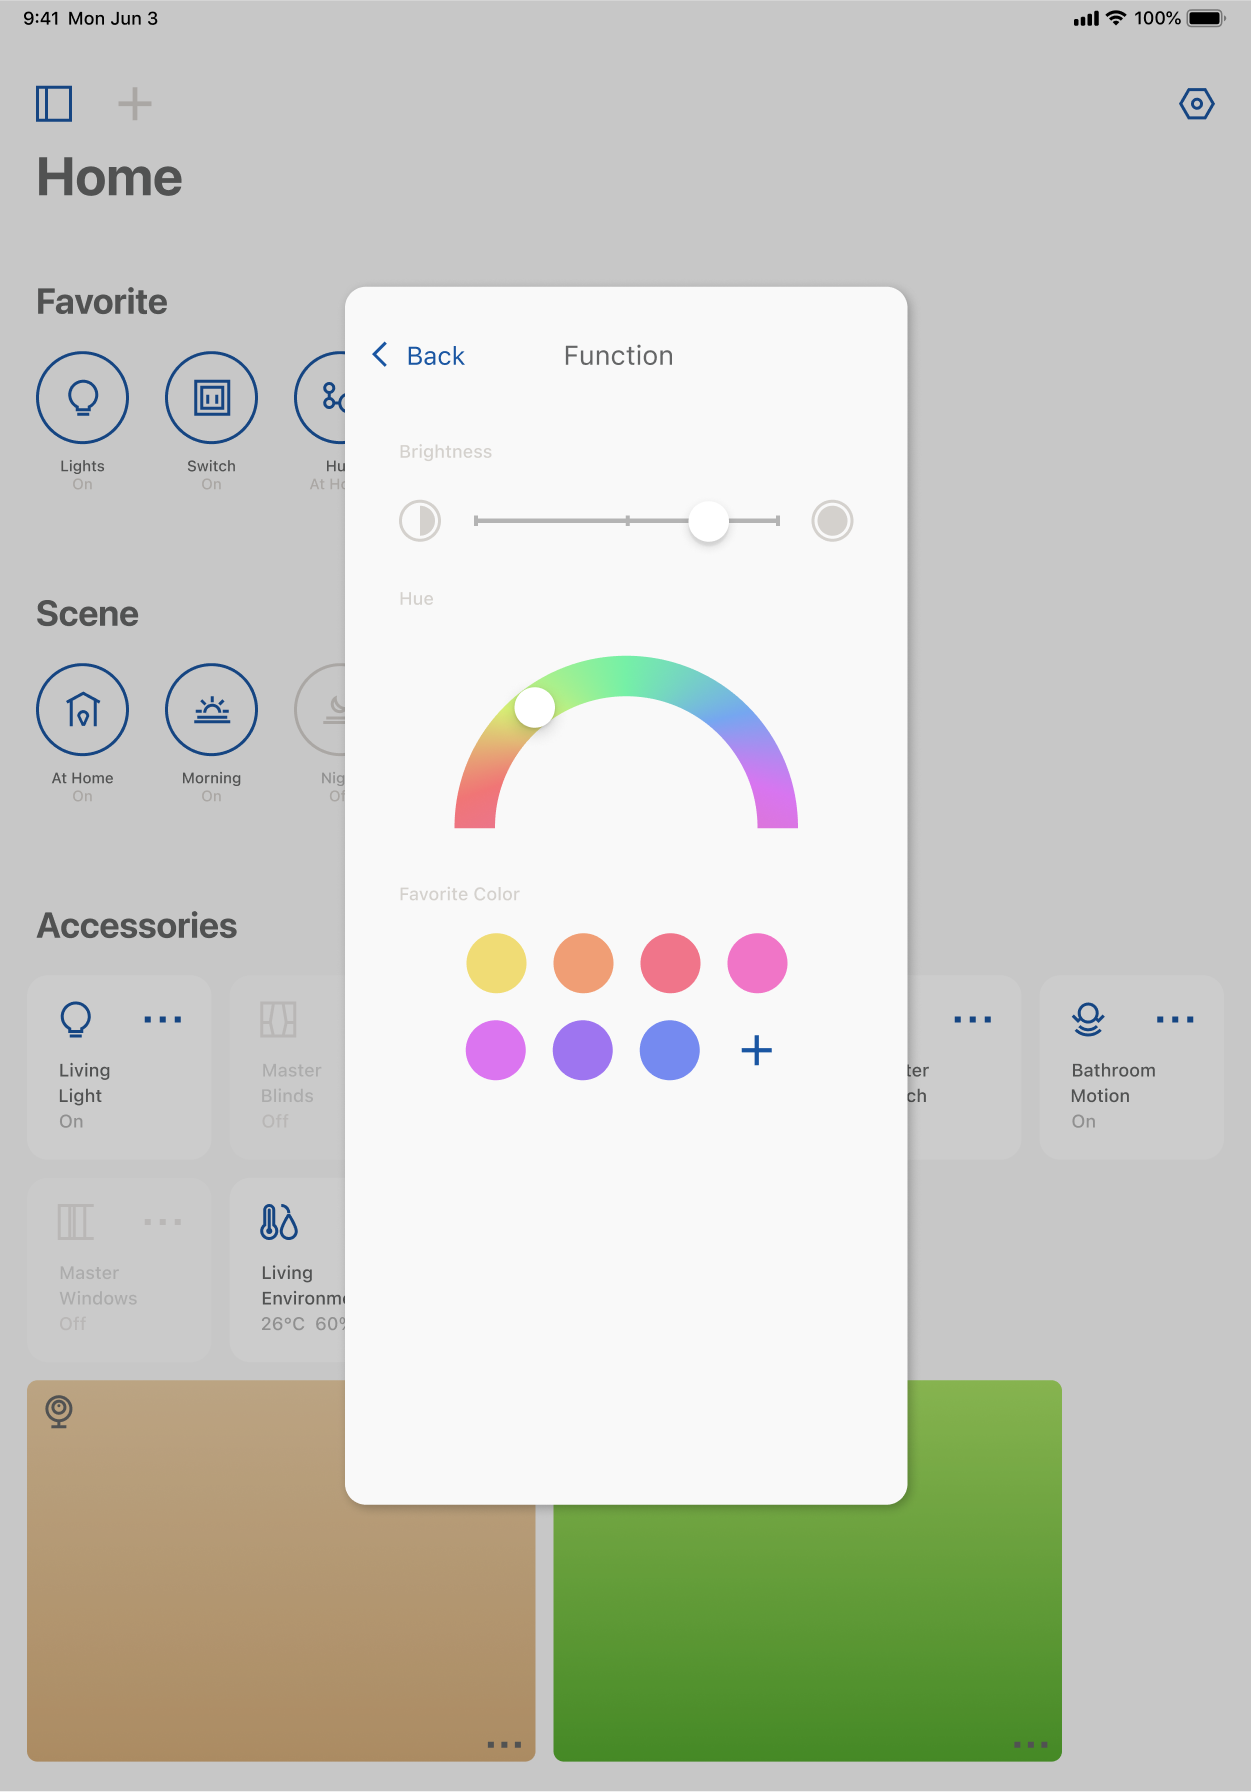 9:41 Mon Jun 3
100%
Home
Favorite
Lights
On
Switch
On
Hu
At Ho
Back
Function
Brightness
Hue
Favorite Color
Scene
At Home
On
Morning
On
Nig
Of
Accessories
Living
Light
On
Master
Blinds
Off
ter
ch
Bathroom
Motion
On
Master
Windows
Off
Living
Environme
26°C 60%